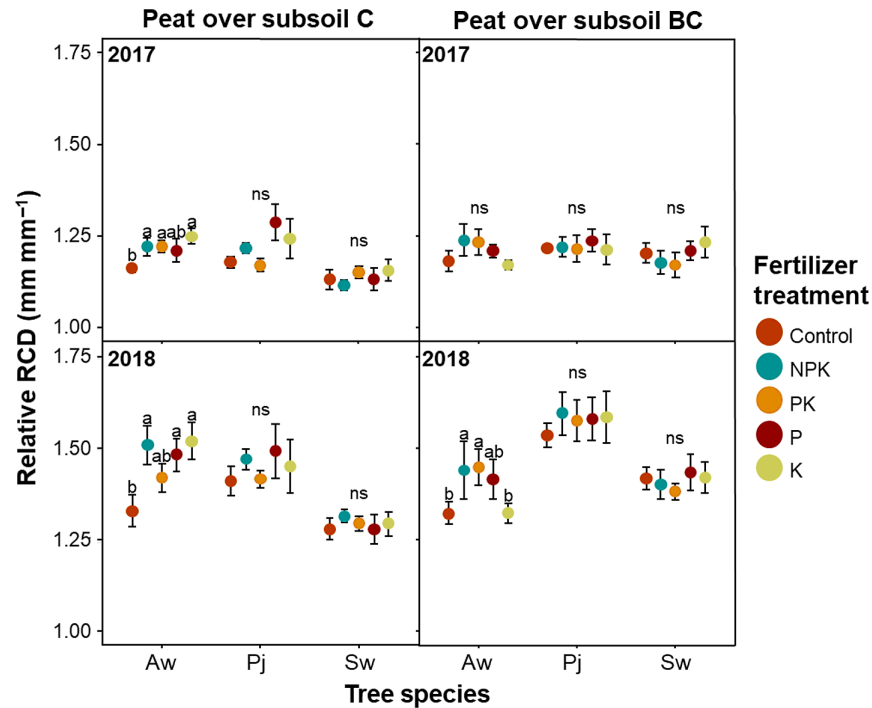 Peat over subsoil C
Peat over subsoil BC
2017
2017
1.75
1.50
1.25
1.00
b a a ab a
ns
ns
ns
ns
ns
2018
2018
1.75
1.50
1.25
1.00
b a ab a a
ns
ns
b a a ab b
ns
ns
Relative RCD (mm mm⁻¹)
Aw Pj Sw
Aw Pj Sw
Tree species
Fertilizer
treatment
Control
NPK
PK
P
K